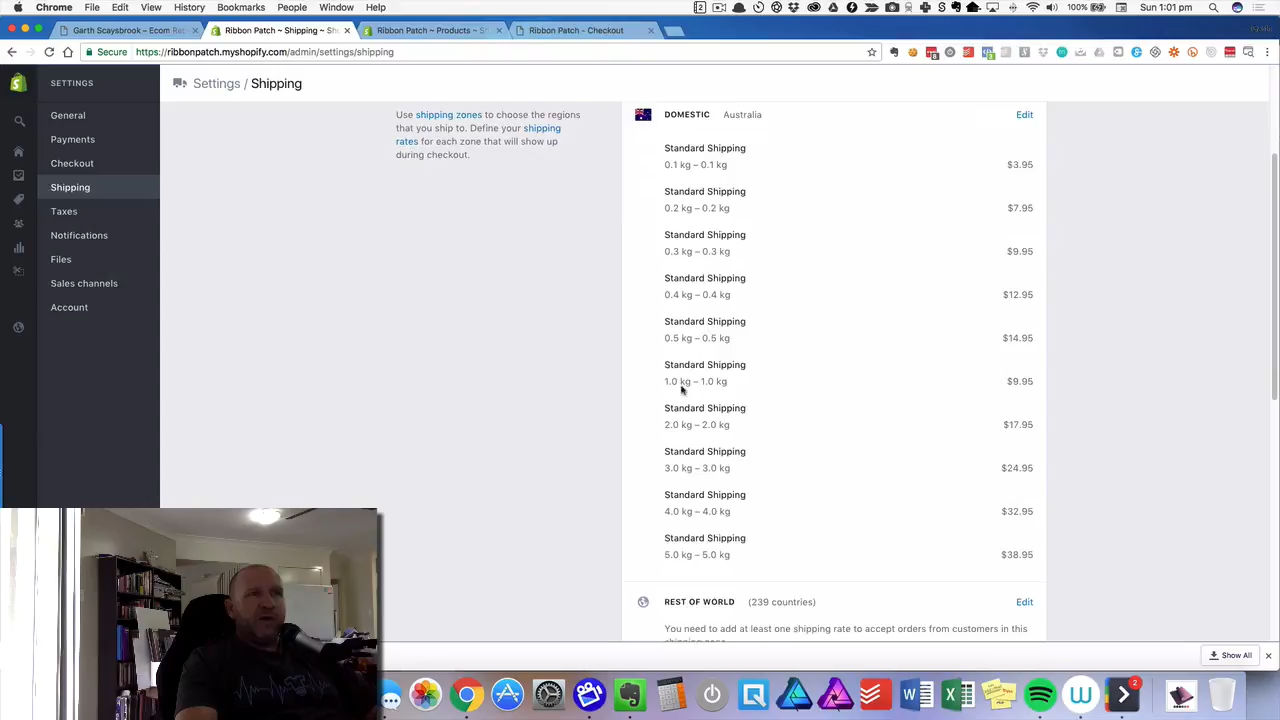 Chrome File Edit View History Bookmarks People Window Help 100% Sun 1:01 pm
Garth Scaysbrook – Ecom Re
Ribbon Patch ~ Shipping ~ Sh
Ribbon Patch ~ Products ~ Sh
Ribbon Patch - Checkout
Secure https://ribbonpatch.myshopify.com/admin/settings/shipping
SETTINGS
General
Payments
Checkout
Shipping
Taxes
Notifications
Files
Sales channels
Account
Settings / Shipping
Use shipping zones to choose the regions
that you ship to. Define your shipping
rates for each zone that will show up
during checkout.
DOMESTIC Australia Edit
Standard Shipping
0.1 kg – 0.1 kg $3.95
Standard Shipping
0.2 kg – 0.2 kg $7.95
Standard Shipping
0.3 kg – 0.3 kg $9.95
Standard Shipping
0.4 kg – 0.4 kg $12.95
Standard Shipping
0.5 kg – 0.5 kg $14.95
Standard Shipping
1.0 kg – 1.0 kg $9.95
Standard Shipping
2.0 kg – 2.0 kg $17.95
Standard Shipping
3.0 kg – 3.0 kg $24.95
Standard Shipping
4.0 kg – 4.0 kg $32.95
Standard Shipping
5.0 kg – 5.0 kg $38.95
REST OF WORLD (239 countries) Edit
You need to add at least one shipping rate to accept orders from customers in this
Show All
2